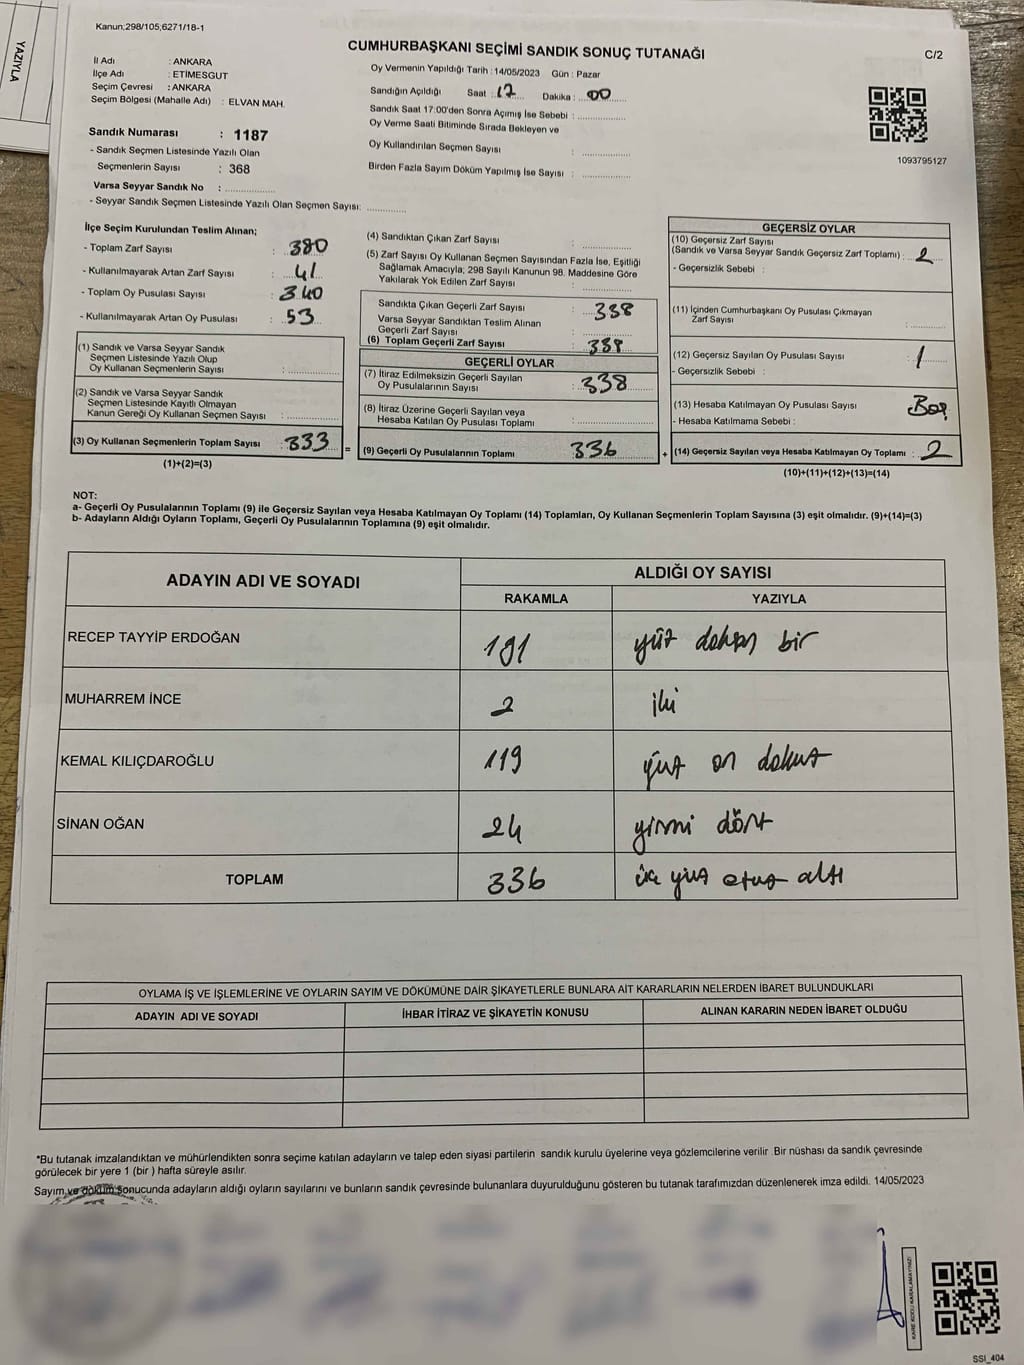 YAZIYLA
Kanun;298/105,6271/18-1
CUMHURBAŞKANI SEÇİMİ SANDIK SONUÇ TUTANAĞI
C/2
İl Adı : ANKARA
İlçe Adı : ETİMESGUT
Seçim Çevresi : ANKARA
Seçim Bölgesi (Mahalle Adı) : ELVAN MAH.
Sandık Numarası : 1187
- Sandık Seçmen Listesinde Yazılı Olan
Seçmenlerin Sayısı : 368
Varsa Seyyar Sandık No :
- Seyyar Sandık Seçmen Listesinde Yazılı Olan Seçmen Sayısı:
Oy Vermenin Yapıldığı Tarih : 14/05/2023 Gün : Pazar
Sandığın Açıldığı Saat : 17 Dakika : 00
Sandık Saat 17:00'den Sonra Açımış İse Sebebi :
Oy Verme Saati Bitiminde Sırada Bekleyen ve
Oy Kullandırılan Seçmen Sayısı :
Birden Fazla Sayım Döküm Yapılmış İse Sayısı :
1093795127
İlçe Seçim Kurulundan Teslim Alınan;
- Toplam Zarf Sayısı : 380
- Kullanılmayarak Artan Zarf Sayısı : 41
- Toplam Oy Pusulası Sayısı : 340
- Kullanılmayarak Artan Oy Pusulası : 53
(1) Sandık ve Varsa Seyyar Sandık
Seçmen Listesinde Yazılı Olup
Oy Kullanan Seçmenlerin Sayısı :
(2) Sandık ve Varsa Seyyar Sandık
Seçmen Listesinde Kayıtlı Olmayan
Kanun Gereği Oy Kullanan Seçmen Sayısı :
(3) Oy Kullanan Seçmenlerin Toplam Sayısı : 333
(1)+(2)=(3)
=
(4) Sandıktan Çıkan Zarf Sayısı :
(5) Zarf Sayısı Oy Kullanan Seçmen Sayısından Fazla İse, Eşitliği
Sağlamak Amacıyla; 298 Sayılı Kanunun 98. Maddesine Göre
Yakılarak Yok Edilen Zarf Sayısı :
Sandıkta Çıkan Geçerli Zarf Sayısı : 338
Varsa Seyyar Sandıktan Teslim Alınan
Geçerli Zarf Sayısı :
(6) Toplam Geçerli Zarf Sayısı : 338
GEÇERLİ OYLAR
(7) İtiraz Edilmeksizin Geçerli Sayılan
Oy Pusulalarının Sayısı : 338
(8) İtiraz Üzerine Geçerli Sayılan veya
Hesaba Katılan Oy Pusulası Toplamı :
(9) Geçerli Oy Pusulalarının Toplamı : 336
+
GEÇERSİZ OYLAR
(10) Geçersiz Zarf Sayısı
(Sandık ve Varsa Seyyar Sandık Geçersiz Zarf Toplamı) : 2
- Geçersizlik Sebebi :
(11) İçinden Cumhurbaşkanı Oy Pusulası Çıkmayan
Zarf Sayısı :
(12) Geçersiz Sayılan Oy Pusulası Sayısı : 1
- Geçersizlik Sebebi :
(13) Hesaba Katılmayan Oy Pusulası Sayısı : Boş
- Hesaba Katılmama Sebebi :
(14) Geçersiz Sayılan veya Hesaba Katılmayan Oy Toplamı : 2
(10)+(11)+(12)+(13)=(14)
NOT:
a- Geçerli Oy Pusulalarının Toplamı (9) ile Geçersiz Sayılan veya Hesaba Katılmayan Oy Toplamı (14) Toplamları, Oy Kullanan Seçmenlerin Toplam Sayısına (3) eşit olmalıdır. (9)+(14)=(3)
b- Adayların Aldığı Oyların Toplamı, Geçerli Oy Pusulalarının Toplamına (9) eşit olmalıdır.
ADAYIN ADI VE SOYADI ALDIĞI OY SAYISI
RAKAMLA YAZIYLA
RECEP TAYYİP ERDOĞAN 191 yüz doksan bir
MUHARREM İNCE 2 iki
KEMAL KILIÇDAROĞLU 119 yüz on dokuz
SİNAN OĞAN 24 yirmi dört
TOPLAM 336 üç yüz otuz altı
OYLAMA İŞ VE İŞLEMLERİNE VE OYLARIN SAYIM VE DÖKÜMÜNE DAİR ŞİKAYETLERLE BUNLARA AİT KARARLARIN NELERDEN İBARET BULUNDUKLARI
ADAYIN ADI VE SOYADI İHBAR İTİRAZ VE ŞİKAYETİN KONUSU ALINAN KARARIN NEDEN İBARET OLDUĞU
*Bu tutanak imzalandıktan ve mühürlendikten sonra seçime katılan adayların ve talep eden siyasi partilerin sandık kurulu üyelerine veya gözlemcilerine verilir .Bir nüshası da sandık çevresinde
görülecek bir yere 1 (bir ) hafta süreyle asılır.
Sayım ve döküm sonucunda adayların aldığı oyların sayılarını ve bunların sandık çevresinde bulunanlara duyurulduğunu gösteren bu tutanak tarafımızdan düzenlenerek imza edildi. 14/05/2023
KARE KODU KARALAMAYINIZ!
SSI_404